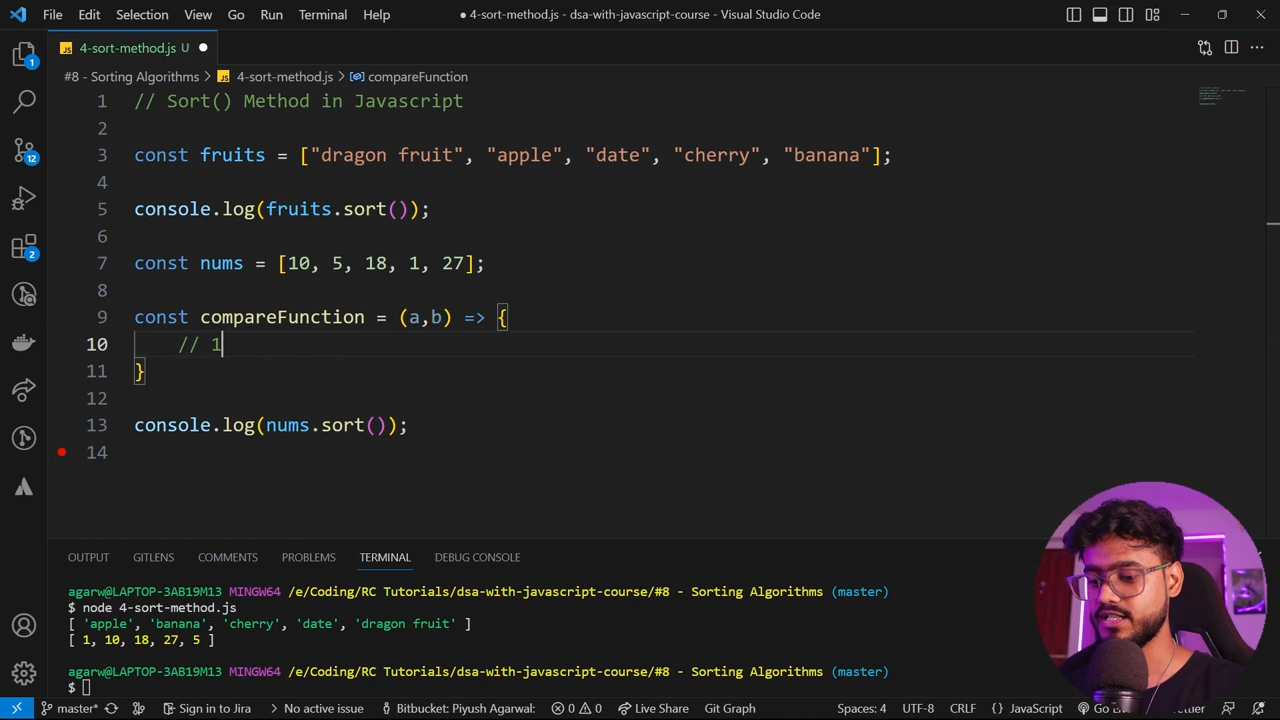 File Edit Selection View Go Run Terminal Help
● 4-sort-method.js - dsa-with-javascript-course - Visual Studio Code
JS 4-sort-method.js U ●
#8 - Sorting Algorithms > JS 4-sort-method.js > compareFunction
1 // Sort() Method in Javascript
2
3 const fruits = ["dragon fruit", "apple", "date", "cherry", "banana"];
4
5 console.log(fruits.sort());
6
7 const nums = [10, 5, 18, 1, 27];
8
9 const compareFunction = (a,b) => {
10 // 1
11 }
12
13 console.log(nums.sort());
14
1
12
2
OUTPUT GITLENS COMMENTS PROBLEMS TERMINAL DEBUG CONSOLE
agarw@LAPTOP-3AB19M13 MINGW64 /e/Coding/RC Tutorials/dsa-with-javascript-course/#8 - Sorting Algorithms (master)
$ node 4-sort-method.js
[ 'apple', 'banana', 'cherry', 'date', 'dragon fruit' ]
[ 1, 10, 18, 27, 5 ]
agarw@LAPTOP-3AB19M13 MINGW64 /e/Coding/RC Tutorials/dsa-with-javascript-course/#8 - Sorting Algorithms (master)
$
master* Sign in to Jira No active issue Bitbucket: Piyush Agarwal: 0 0 Live Share Git Graph Spaces: 4 UTF-8 CRLF {} JavaScript Go